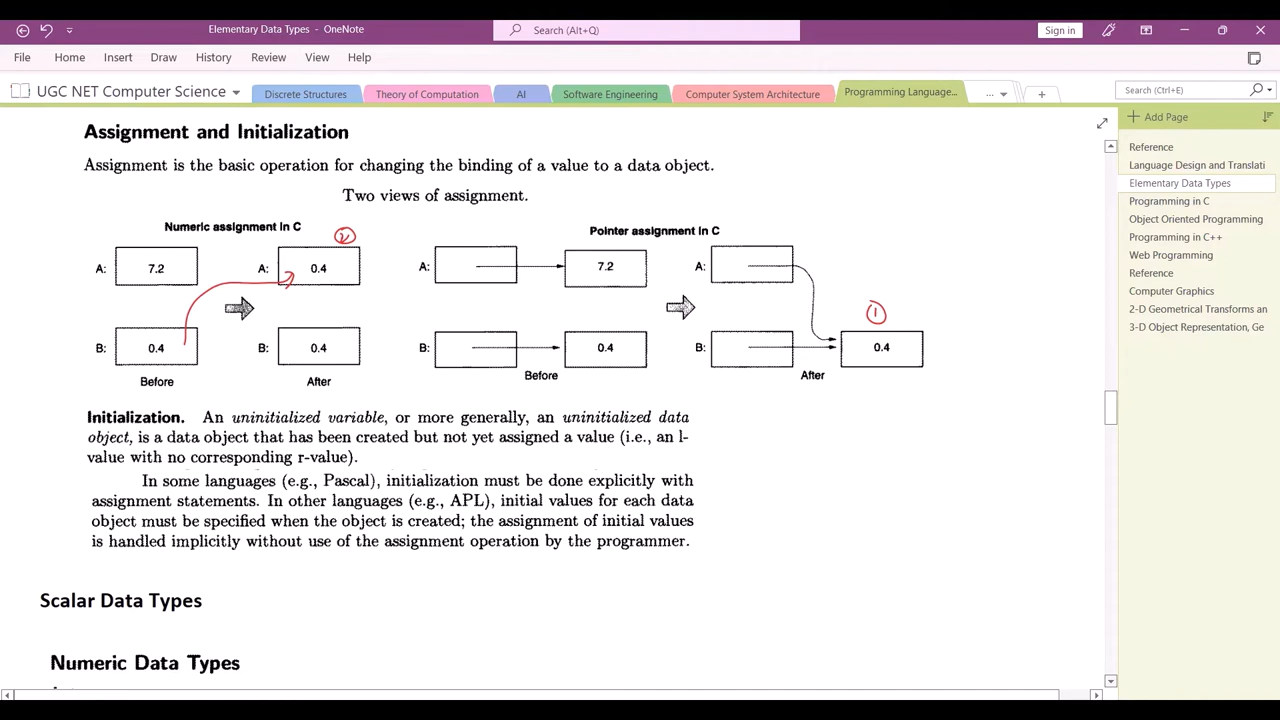 Elementary Data Types - OneNote
Search (Alt+Q)
Sign in
File Home Insert Draw History Review View Help
UGC NET Computer Science
Discrete Structures
Theory of Computation
AI
Software Engineering
Computer System Architecture
Programming Language...
...
Search (Ctrl+E)
Add Page
Reference
Language Design and Translati
Elementary Data Types
Programming in C
Object Oriented Programming
Programming in C++
Web Programming
Reference
Computer Graphics
2-D Geometrical Transforms an
3-D Object Representation, Ge
Assignment and Initialization
Assignment is the basic operation for changing the binding of a value to a data object.
Two views of assignment.
Numeric assignment in C
2
A: 7.2
A: 0.4
B: 0.4
B: 0.4
Before
After
Pointer assignment in C
A: 7.2
A:
1
B: 0.4
B: 0.4
Before
After
Initialization. An uninitialized variable, or more generally, an uninitialized data
object, is a data object that has been created but not yet assigned a value (i.e., an l-
value with no corresponding r-value).
In some languages (e.g., Pascal), initialization must be done explicitly with
assignment statements. In other languages (e.g., APL), initial values for each data
object must be specified when the object is created; the assignment of initial values
is handled implicitly without use of the assignment operation by the programmer.
Scalar Data Types
Numeric Data Types